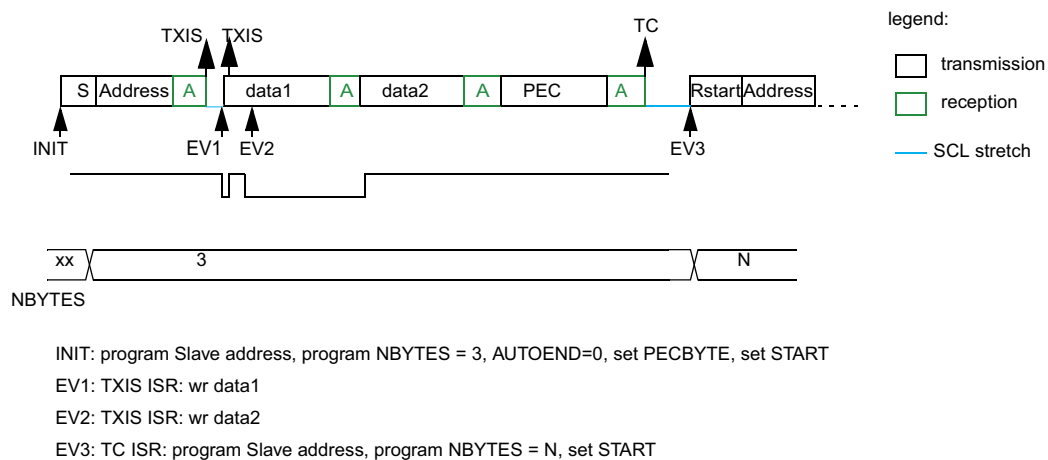 TXIS TXIS TC legend:
S Address A data1 A data2 A PEC A Rstart Address transmission
reception
INIT EV1 EV2 EV3 SCL stretch
xx 3 N
NBYTES
INIT: program Slave address, program NBYTES = 3, AUTOEND=0, set PECBYTE, set START
EV1: TXIS ISR: wr data1
EV2: TXIS ISR: wr data2
EV3: TC ISR: program Slave address, program NBYTES = N, set START